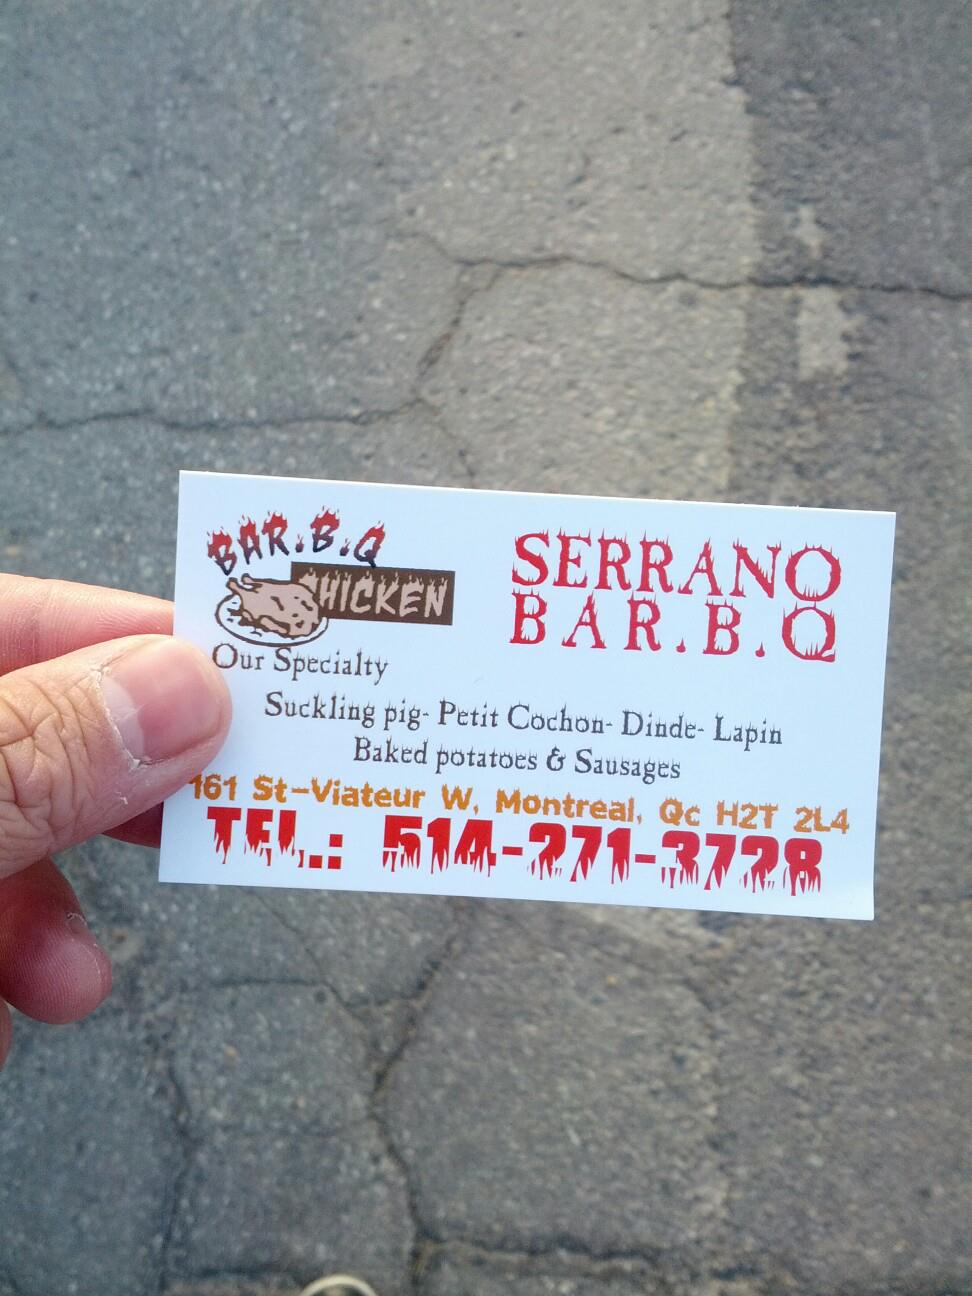 BAR.B.Q
CHICKEN
SERRANO
BAR.B.Q
Our Specialty
Suckling pig- Petit Cochon- Dinde- Lapin
Baked potatoes & Sausages
161 St-Viateur W, Montreal, Qc H2T 2L4
TEL.: 514-271-3728